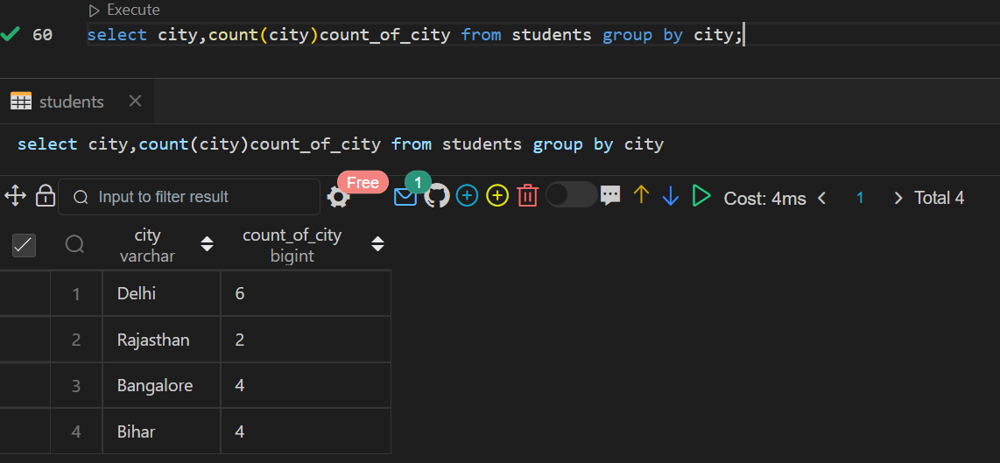 Execute
60 select city,count(city)count_of_city from students group by city;
students
select city,count(city)count_of_city from students group by city
Input to filter result Free 1 Cost: 4ms 1 Total 4
city count_of_city
varchar bigint
1 Delhi 6
2 Rajasthan 2
3 Bangalore 4
4 Bihar 4